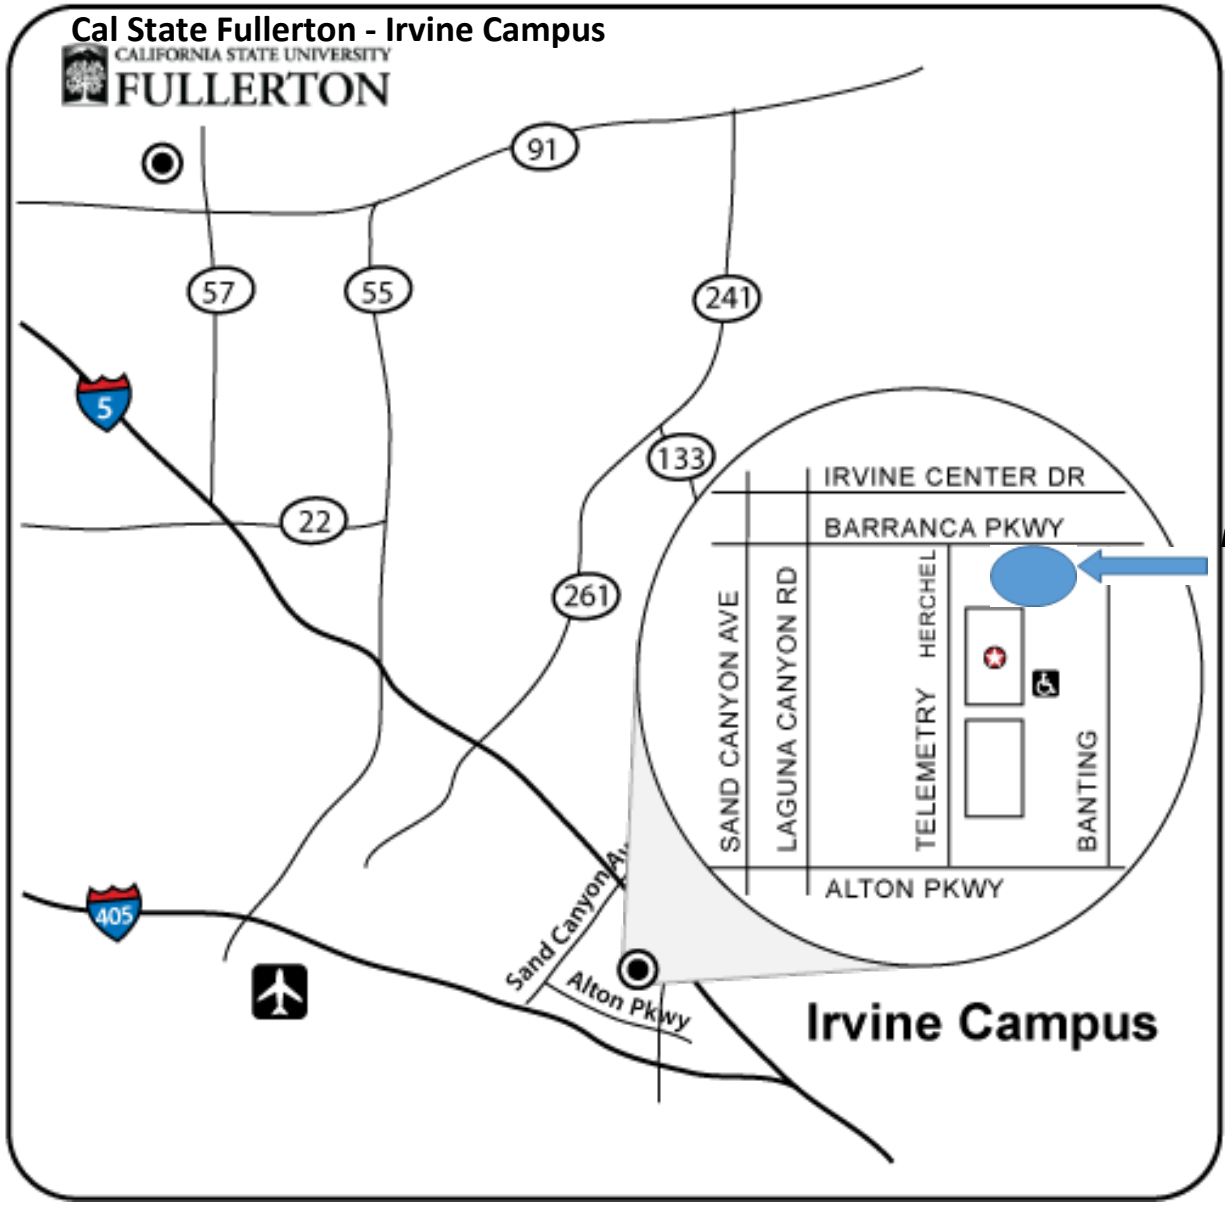 Cal State Fullerton - Irvine Campus
CALIFORNIA STATE UNIVERSITY
FULLERTON
91
57
55
241
5
133
22
261
IRVINE CENTER DR
BARRANCA PKWY
SAND CANYON AVE
LAGUNA CANYON RD
TELEMETRY HERCHEL
BANTING
ALTON PKWY
405
Sand Canyon
Alton Pkwy
Irvine Campus